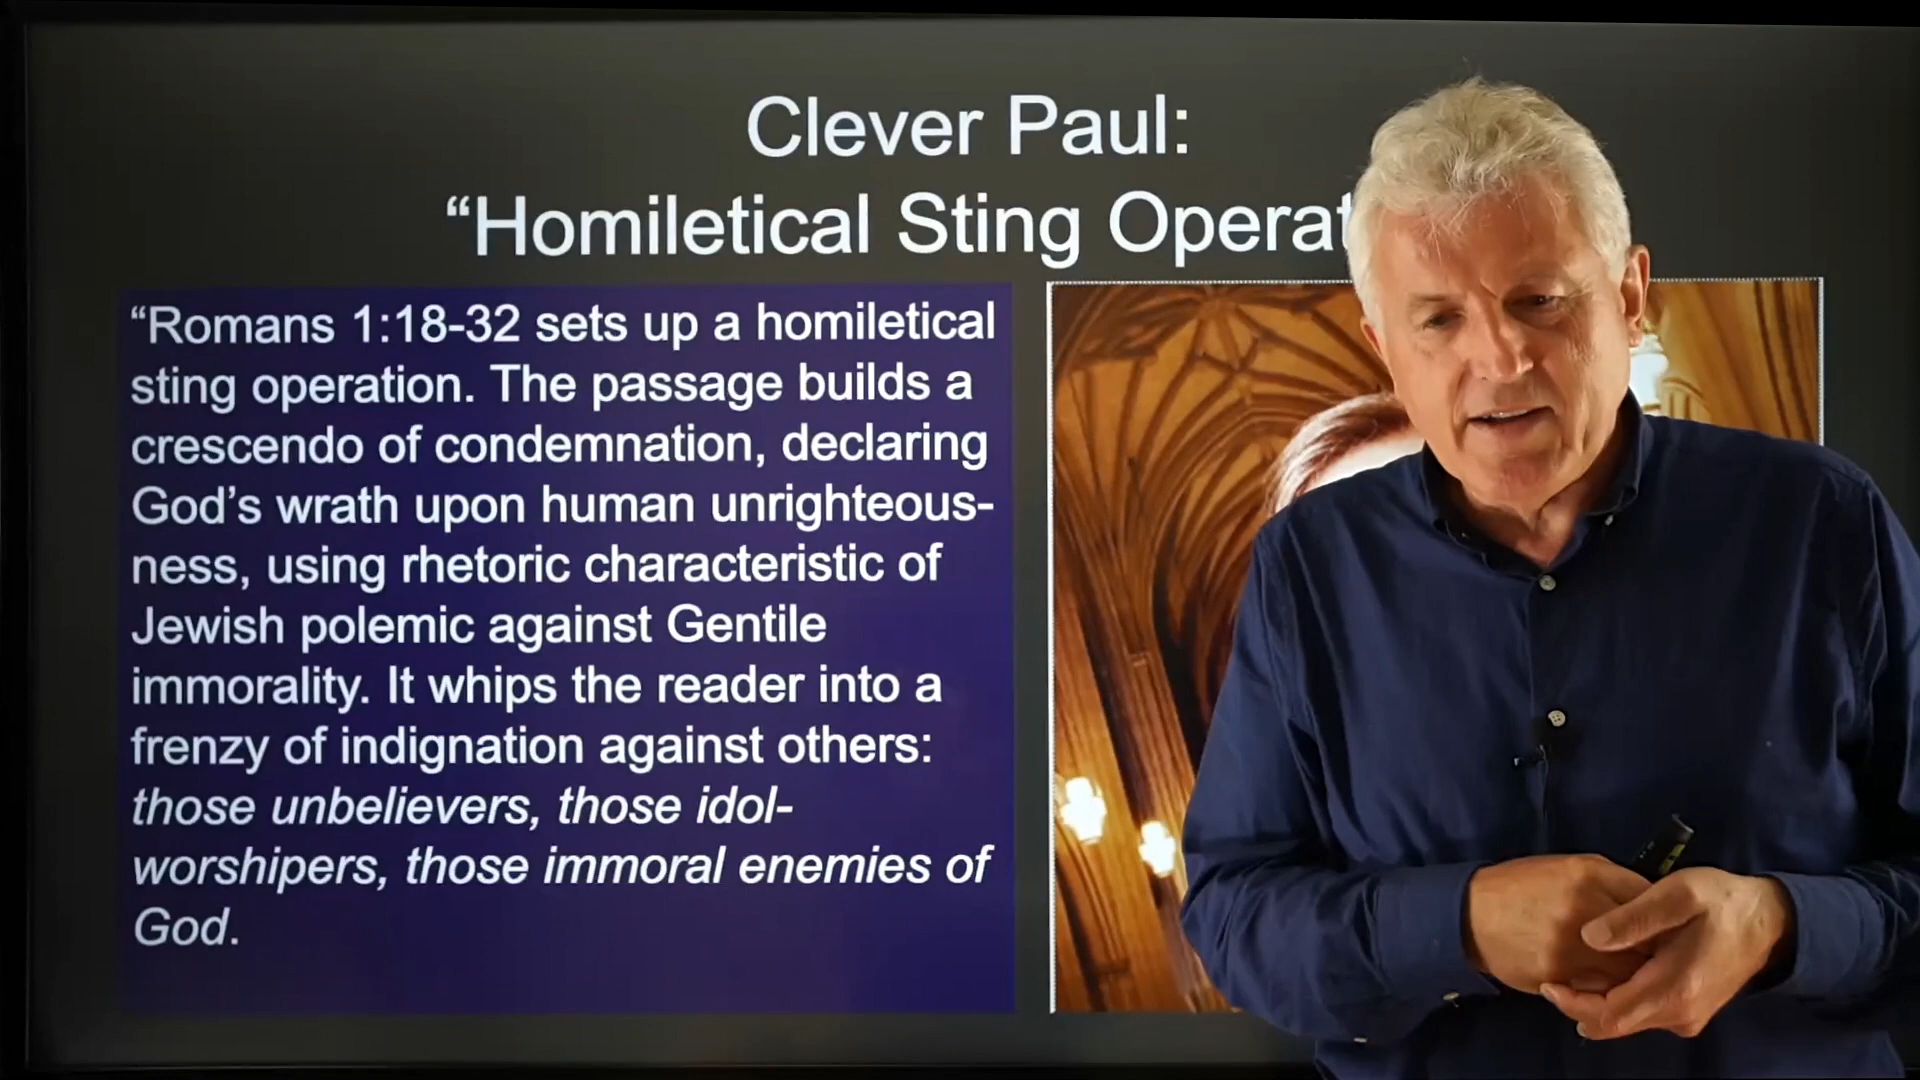 Clever Paul:
“Homiletical Sting Operat
“Romans 1:18-32 sets up a homiletical
sting operation. The passage builds a
crescendo of condemnation, declaring
God’s wrath upon human unrighteous-
ness, using rhetoric characteristic of
Jewish polemic against Gentile
immorality. It whips the reader into a
frenzy of indignation against others:
those unbelievers, those idol-
worshipers, those immoral enemies of
God.